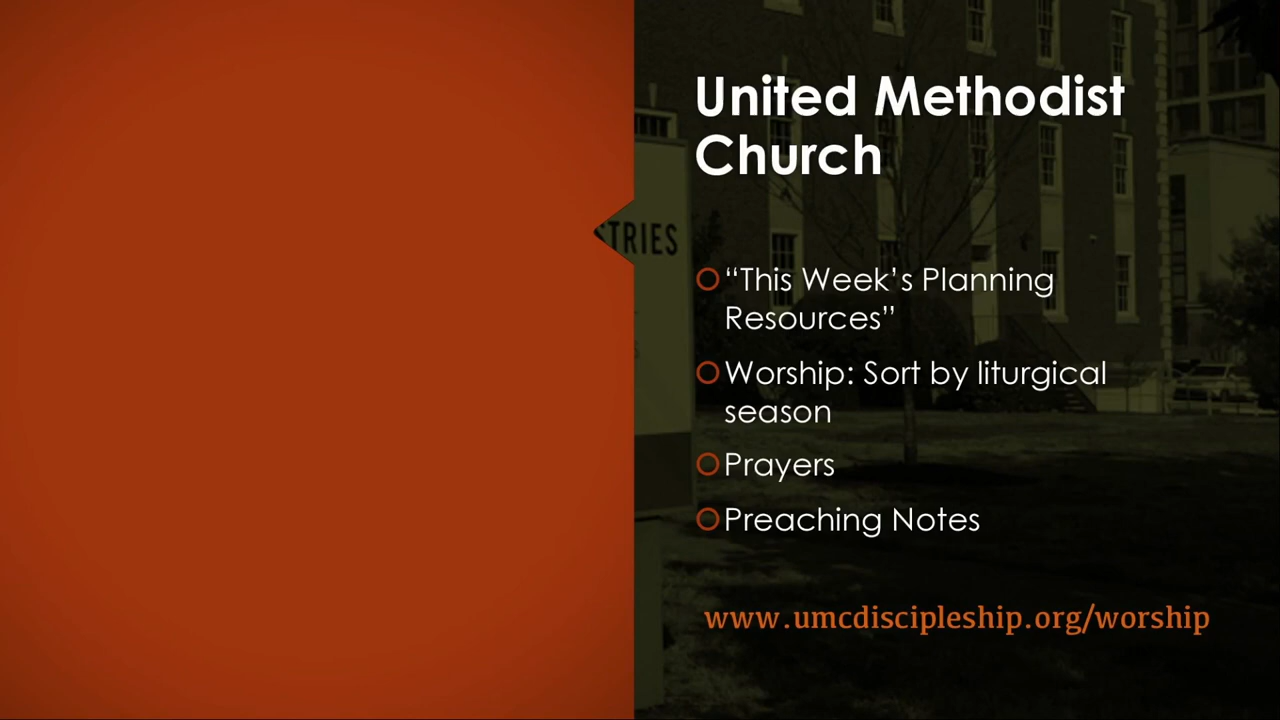 United Methodist
Church
STRIES
“This Week’s Planning
Resources”
Worship: Sort by liturgical
season
Prayers
Preaching Notes
www.umcdiscipleship.org/worship